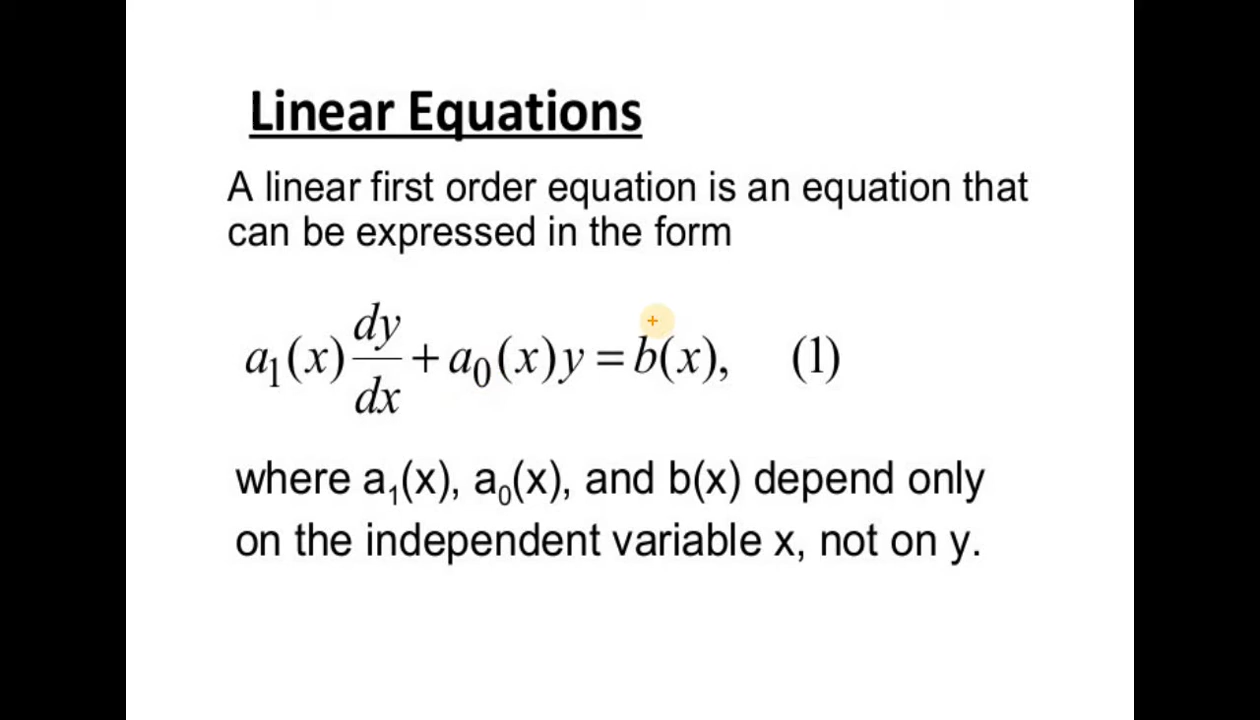 Linear Equations
A linear first order equation is an equation that
can be expressed in the form
a₁(x) dy/dx + a₀(x)y = b(x), (1)
where a₁(x), a₀(x), and b(x) depend only
on the independent variable x, not on y.